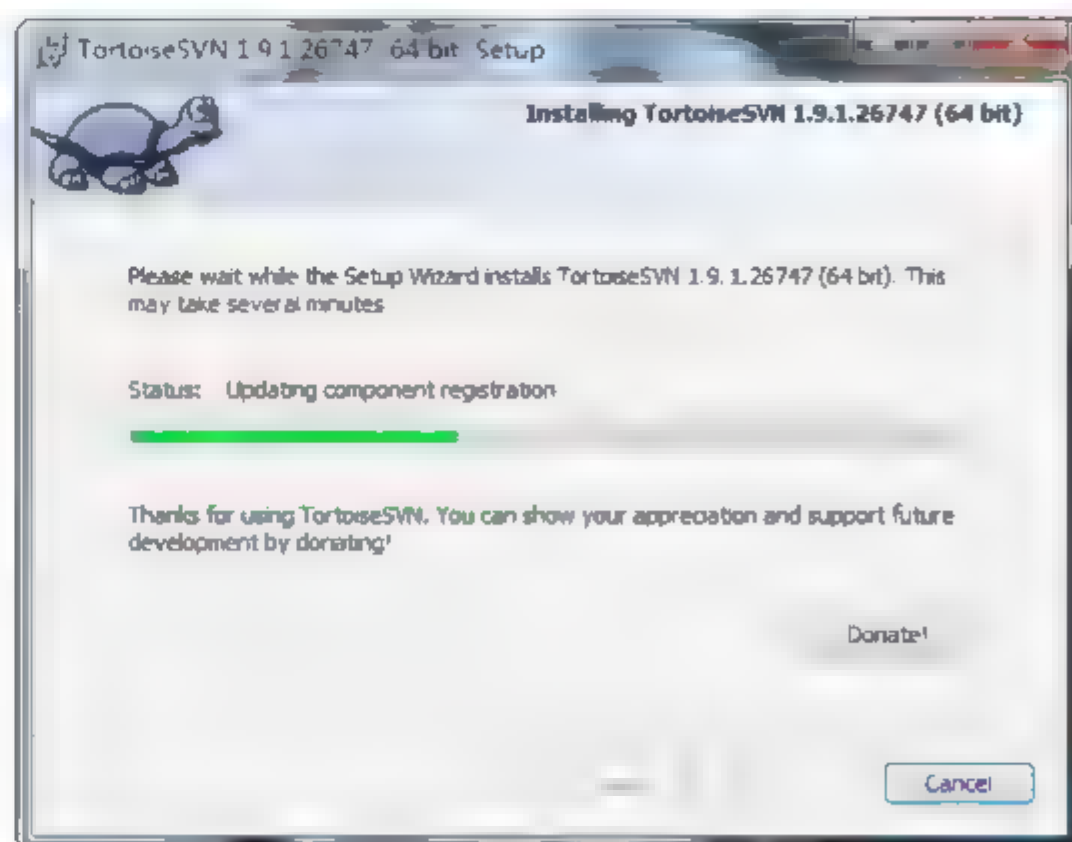 TortoiseSVN 1.9.1.26747 64 bit Setup
Installing TortoiseSVN 1.9.1.26747 (64 bit)
Please wait while the Setup Wizard installs TortoiseSVN 1.9.1.26747 (64 bit). This
may take several minutes
Status: Updating component registration
Thanks for using TortoiseSVN. You can show your appreciation and support future
development by donating!
Donate!
Cancel